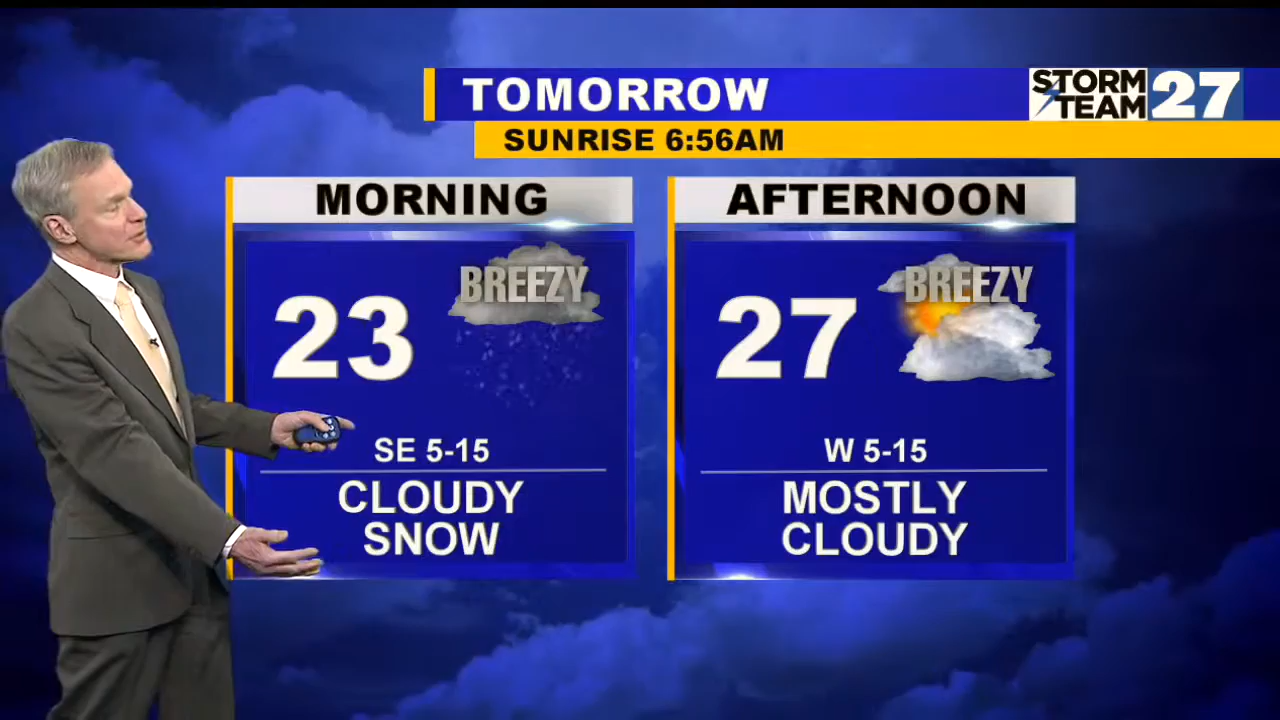 TOMORROW
STORM TEAM 27
SUNRISE 6:56AM
MORNING
BREEZY
23
SE 5-15
CLOUDY
SNOW
AFTERNOON
BREEZY
27
W 5-15
MOSTLY
CLOUDY